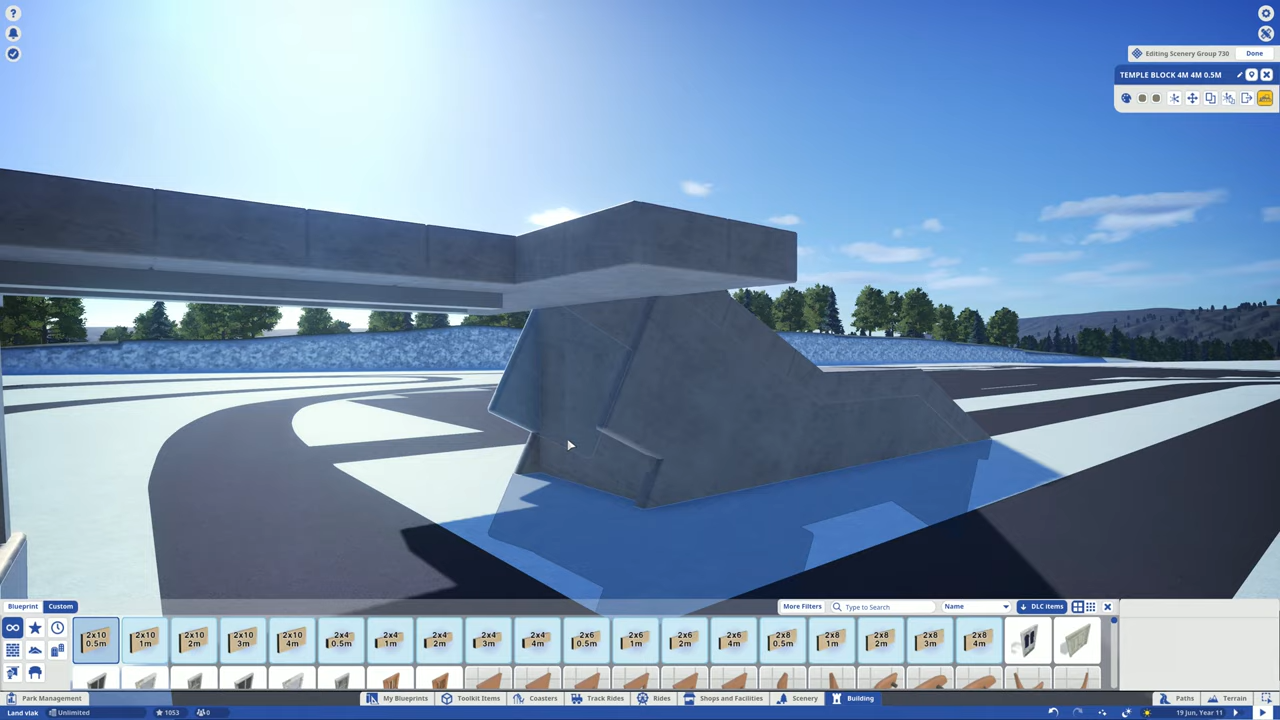 Editing Scenery Group 730 Done
TEMPLE BLOCK 4M 4M 0.5M
Blueprint Custom More Filters Type to Search Name DLC items
2x10 0.5m 2x10 1m 2x10 2m 2x10 3m 2x10 4m 2x4 0.5m 2x4 1m 2x4 2m 2x4 3m 2x4 4m 2x6 0.5m 2x6 1m 2x6 2m 2x6 4m 2x8 0.5m 2x8 1m 2x8 2m 2x8 3m 2x8 4m
Park Management My Blueprints Toolkit Items Coasters Track Rides Rides Shops and Facilities Scenery Building Paths Terrain
Land vlak Unlimited 1053 0 19 Jun, Year 11